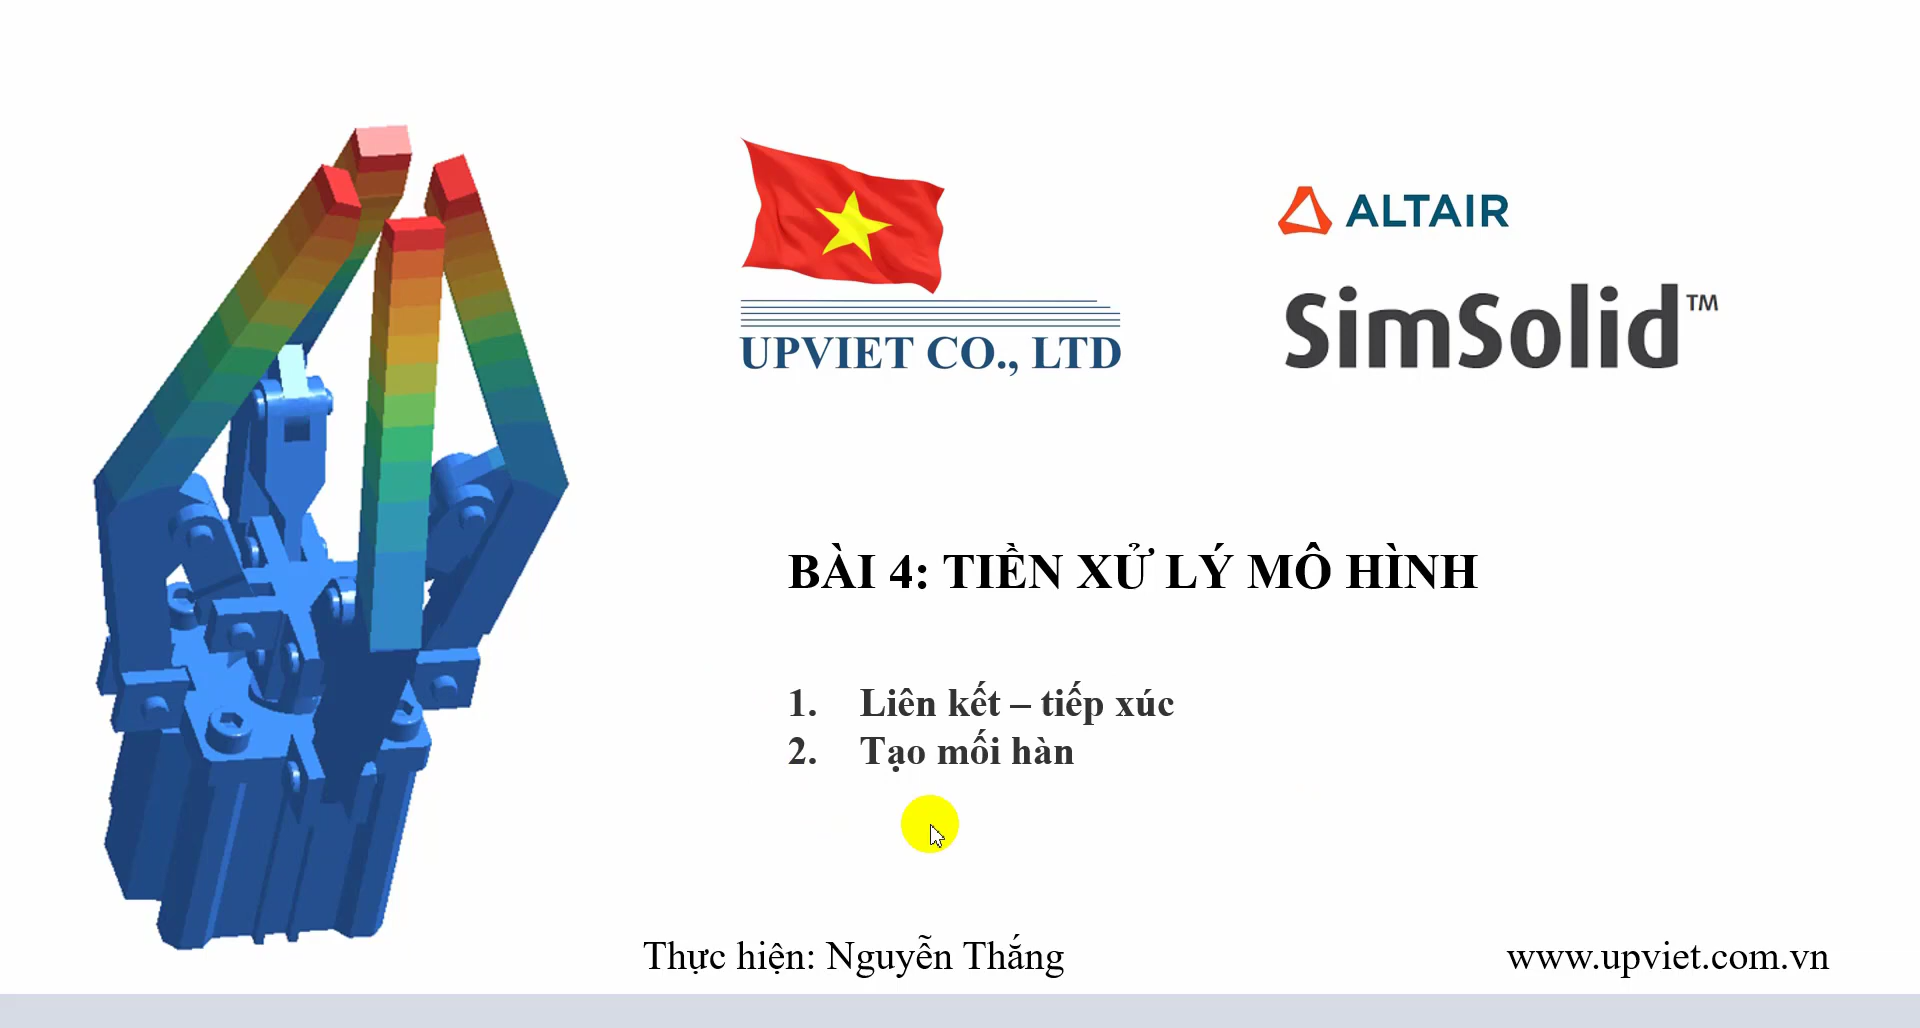 UPVIET CO., LTD
ALTAIR
SimSolid™
BÀI 4: TIỀN XỬ LÝ MÔ HÌNH
1. Liên kết – tiếp xúc
2. Tạo mối hàn
Thực hiện: Nguyễn Thắng
www.upviet.com.vn